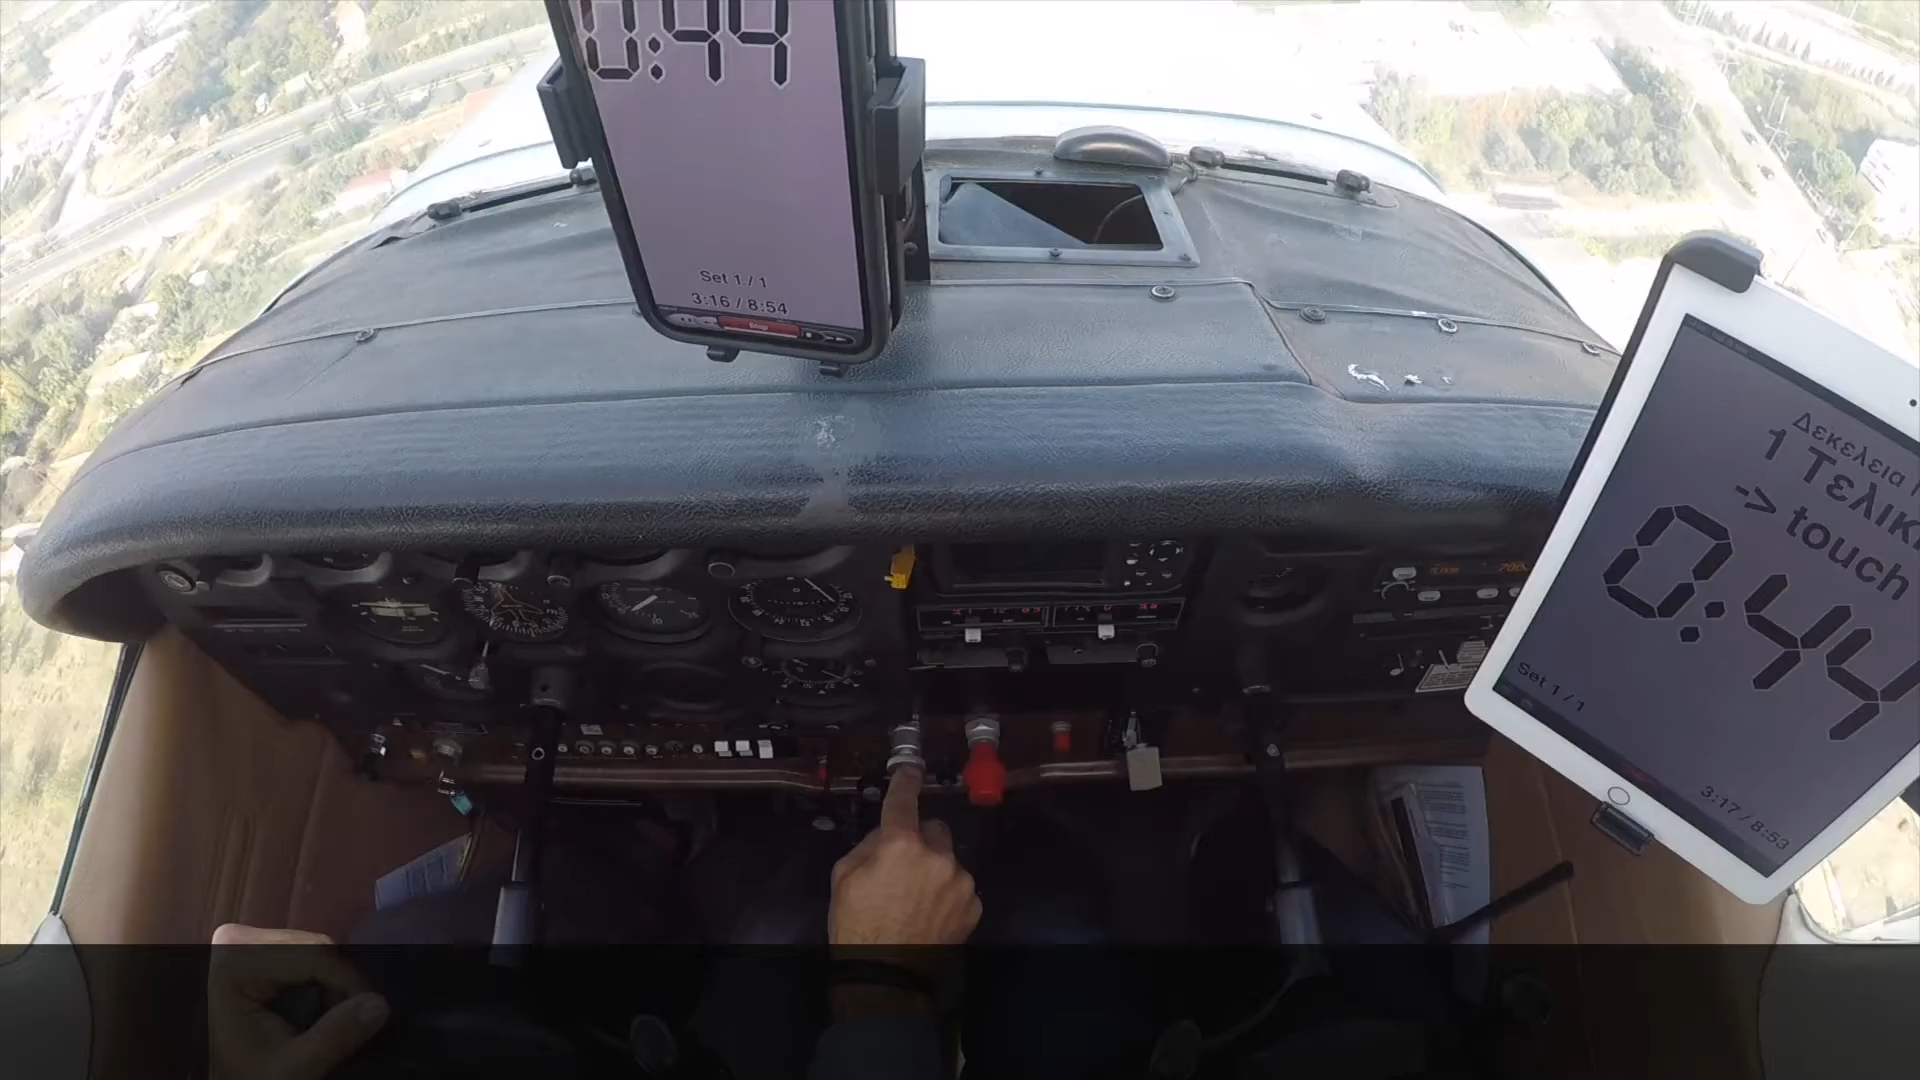 0:44
Set 1 / 1
3:16 / 8:54
Stop
Δεκελεια
1 Τελικ
-> touch
0:44
Set 1 / 1
3:17 / 8:53